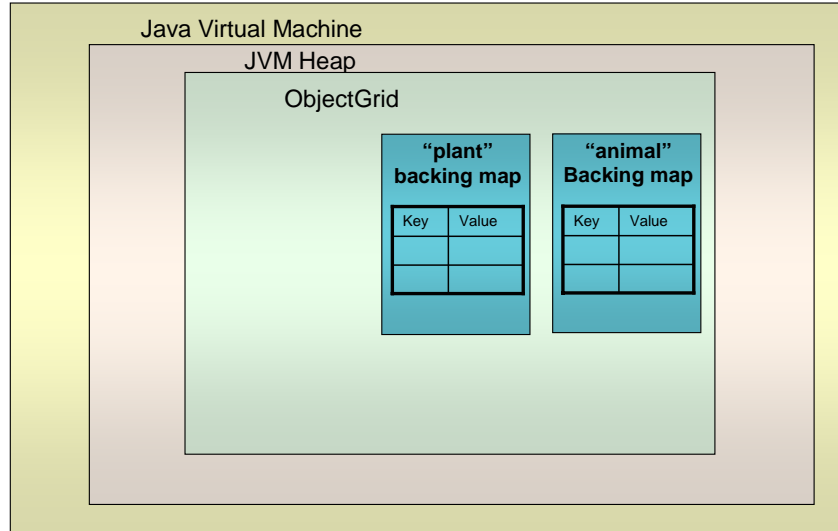 Java Virtual Machine
JVM Heap
ObjectGrid
“plant”
backing map
Key Value
“animal”
Backing map
Key Value